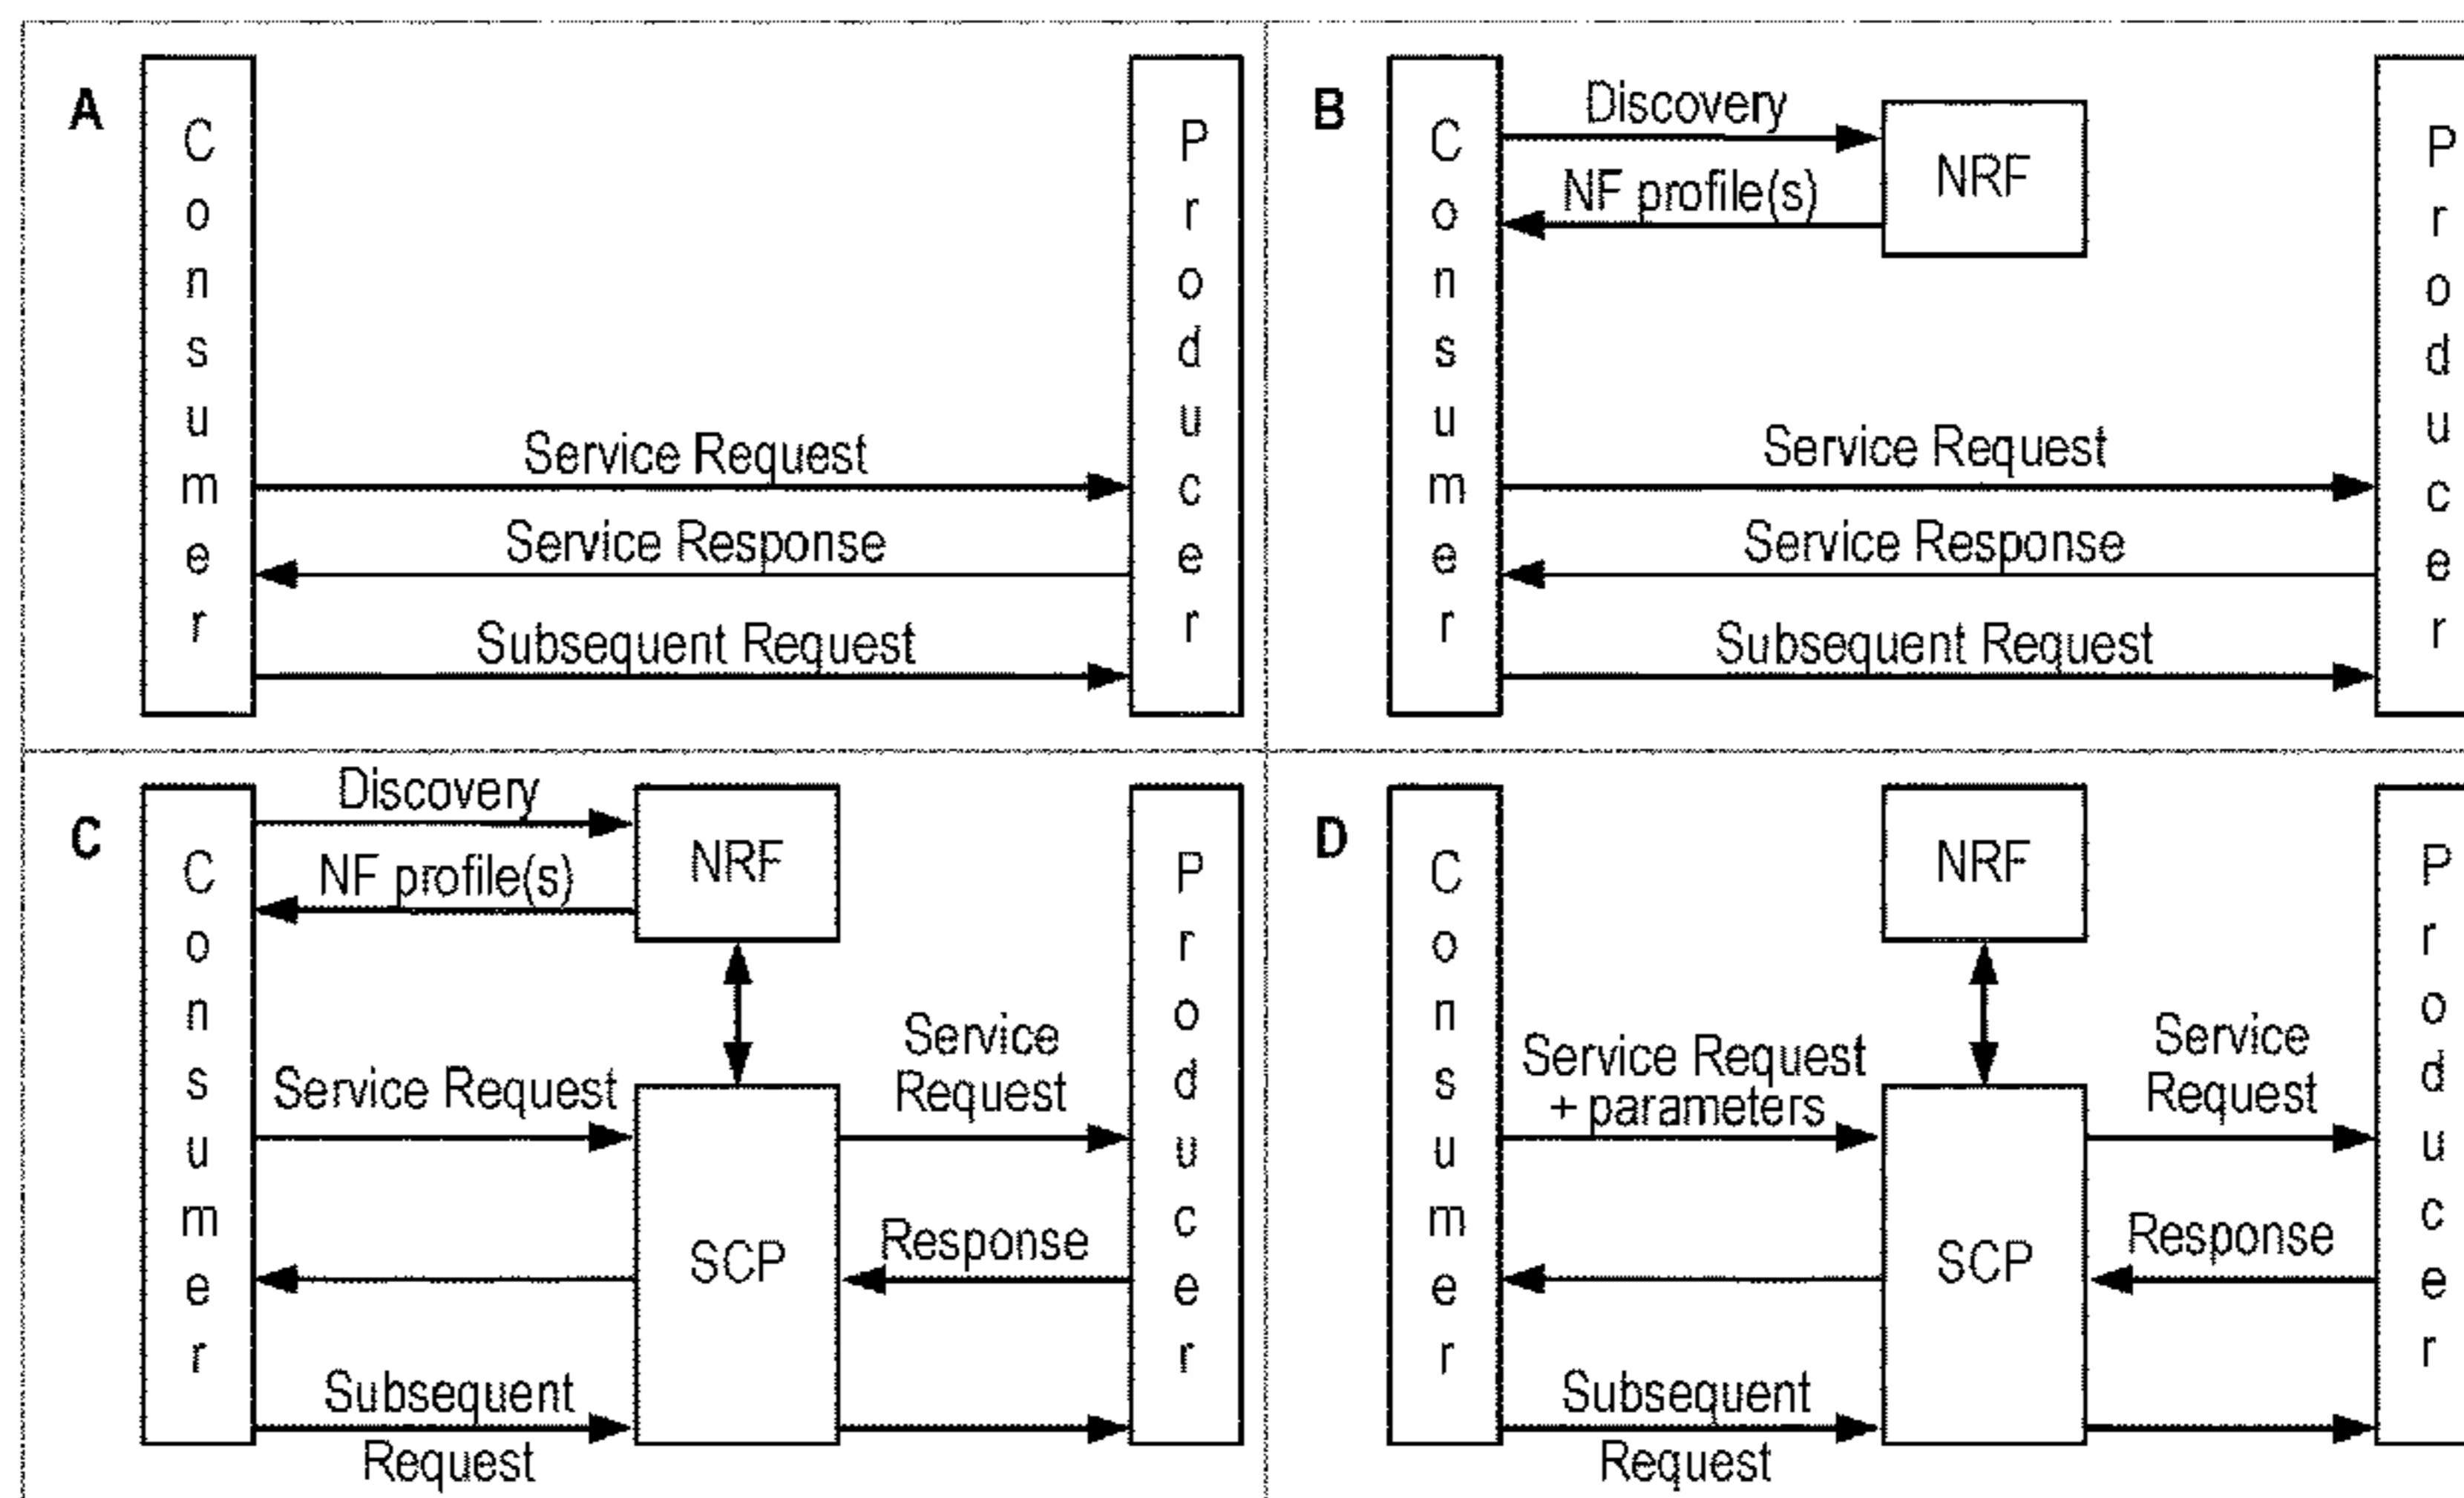 A
Consumer
Producer
Service Request
Service Response
Subsequent Request
B
Consumer
Discovery
NRF
NF profile(s)
Producer
Service Request
Service Response
Subsequent Request
C
Consumer
Discovery
NRF
NF profile(s)
Producer
Service Request
SCP
Service
Request
Response
Subsequent
Request
D
Consumer
NRF
Producer
Service Request
+ parameters
SCP
Service
Request
Response
Subsequent
Request